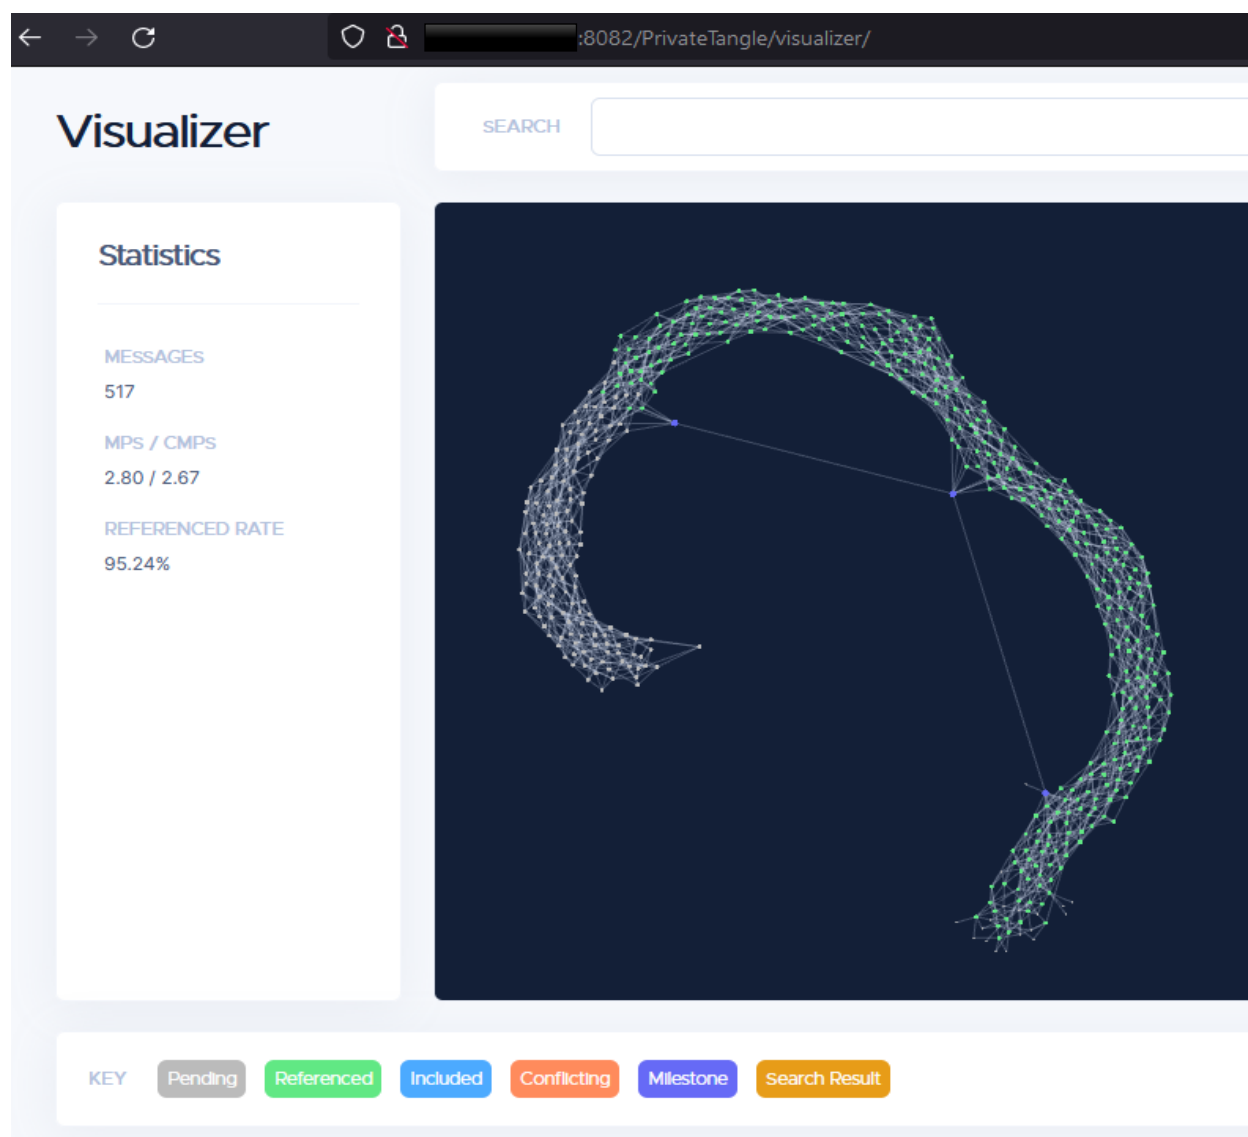 :8082/PrivateTangle/visualizer/
Visualizer
SEARCH
Statistics
MESSAGES
517
MPS / CMPS
2.80 / 2.67
REFERENCED RATE
95.24%
KEY
Pending
Referenced
Included
Conflicting
Milestone
Search Result